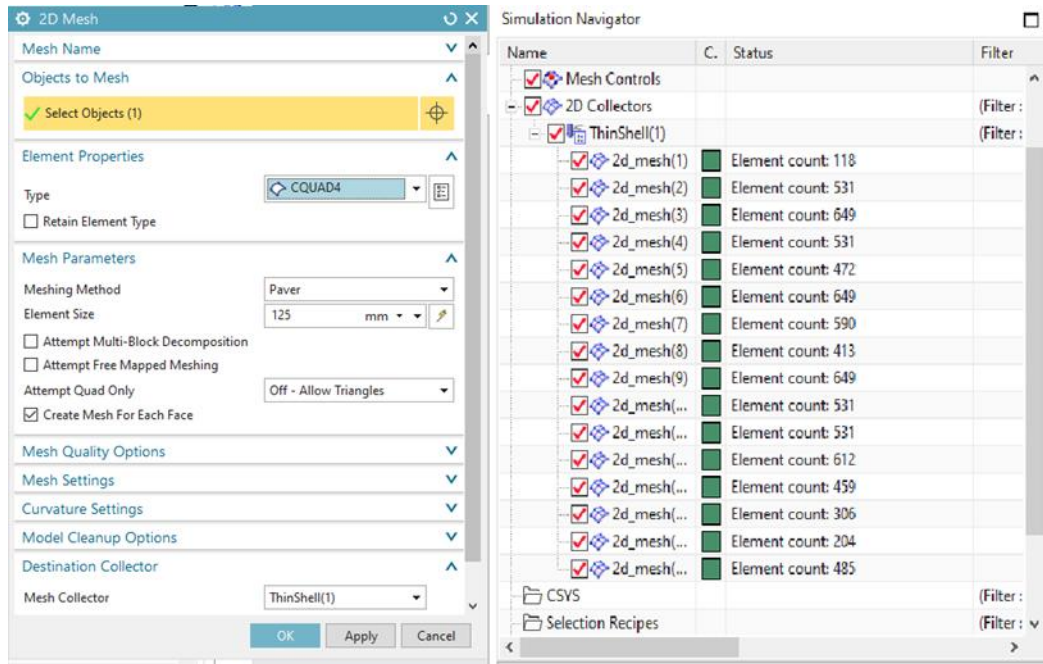 2D Mesh
Mesh Name
Objects to Mesh
Select Objects (1)
Element Properties
Type CQUAD4
Retain Element Type
Mesh Parameters
Meshing Method Paver
Element Size 125 mm
Attempt Multi-Block Decomposition
Attempt Free Mapped Meshing
Attempt Quad Only Off - Allow Triangles
Create Mesh For Each Face
Mesh Quality Options
Mesh Settings
Curvature Settings
Model Cleanup Options
Destination Collector
Mesh Collector ThinShell(1)
OK Apply Cancel
Simulation Navigator
Name C. Status Filter
Mesh Controls
2D Collectors (Filter :
ThinShell(1) (Filter :
2d_mesh(1) Element count: 118
2d_mesh(2) Element count: 531
2d_mesh(3) Element count: 649
2d_mesh(4) Element count: 531
2d_mesh(5) Element count: 472
2d_mesh(6) Element count: 649
2d_mesh(7) Element count: 590
2d_mesh(8) Element count: 413
2d_mesh(9) Element count: 649
2d_mesh(... Element count: 531
2d_mesh(... Element count: 531
2d_mesh(... Element count: 612
2d_mesh(... Element count: 459
2d_mesh(... Element count: 306
2d_mesh(... Element count: 204
2d_mesh(... Element count: 485
CSYS (Filter :
Selection Recipes (Filter :